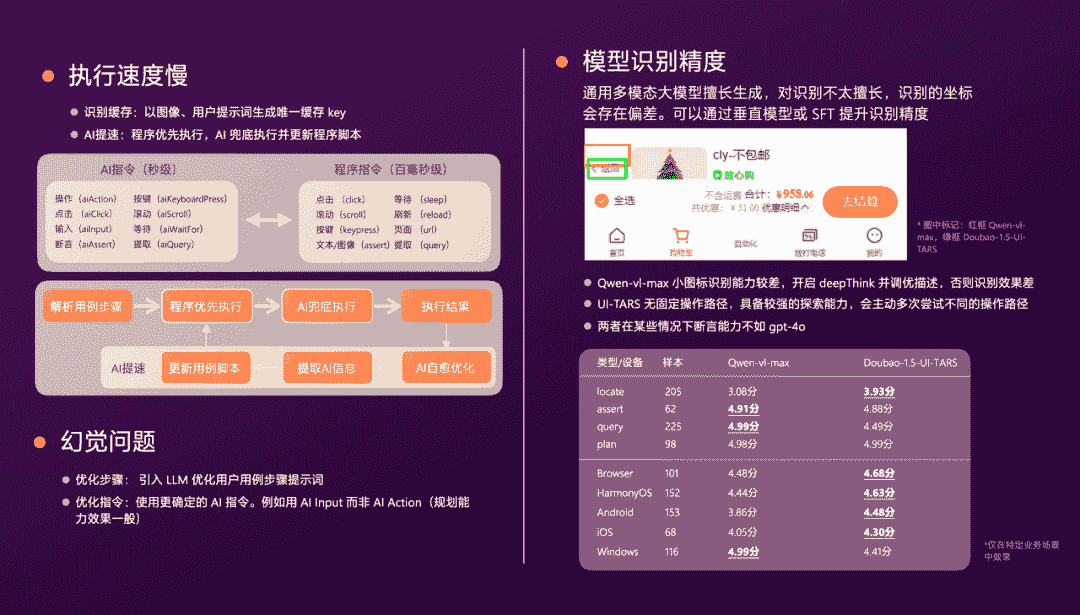 执行速度慢
识别缓存：以图像、用户提示词生成唯一缓存 key
AI提速：程序优先执行，AI 兜底执行并更新程序脚本
AI指令（秒级）
操作（aiAction） 按键（aiKeyboardPress）
点击（aiClick） 滚动（aiScroll）
输入（aiInput） 等待（aiWaitFor）
断言（aiAssert） 提取（aiQuery）
程序指令（百毫秒级）
点击（click） 等待（sleep）
滚动（scroll） 刷新（reload）
按键（keypress） 页面（url）
文本/图像（assert）提取（query）
解析用例步骤
程序优先执行
AI兜底执行
执行结果
AI提速
更新用例脚本
提取AI信息
AI自愈优化
幻觉问题
优化步骤： 引入 LLM 优化用户用例步骤提示词
优化指令：使用更确定的 AI 指令。例如用 AI Input 而非 AI Action（规划能
力效果一般）
模型识别精度
通用多模态大模型擅长生成，对识别不太擅长，识别的坐标
会存在偏差。可以通过垂直模型或 SFT 提升识别精度
cly-不包邮
放心购
全选
不含运费 合计：¥958.06
共优惠：¥51.00 优惠明细
去结算
首页
购物车
自动化
拨打电话
我的
* 图中标记：红框 Qwen-vl-
max，绿框 Doubao-1.5-UI-
TARS
Qwen-vl-max 小图标识别能力较差，开启 deepThink 并调优描述，否则识别效果差
UI-TARS 无固定操作路径，具备较强的探索能力，会主动多次尝试不同的操作路径
两者在某些情况下断言能力不如 gpt-4o
类型/设备 样本 Qwen-vl-max Doubao-1.5-UI-TARS
locate 205 3.08分 3.93分
assert 62 4.91分 4.88分
query 225 4.99分 4.49分
plan 98 4.98分 4.99分
Browser 101 4.48分 4.68分
HarmonyOS 152 4.44分 4.63分
Android 153 3.86分 4.48分
iOS 68 4.05分 4.30分
Windows 116 4.99分 4.41分
*仅在特定业务场景
中效果